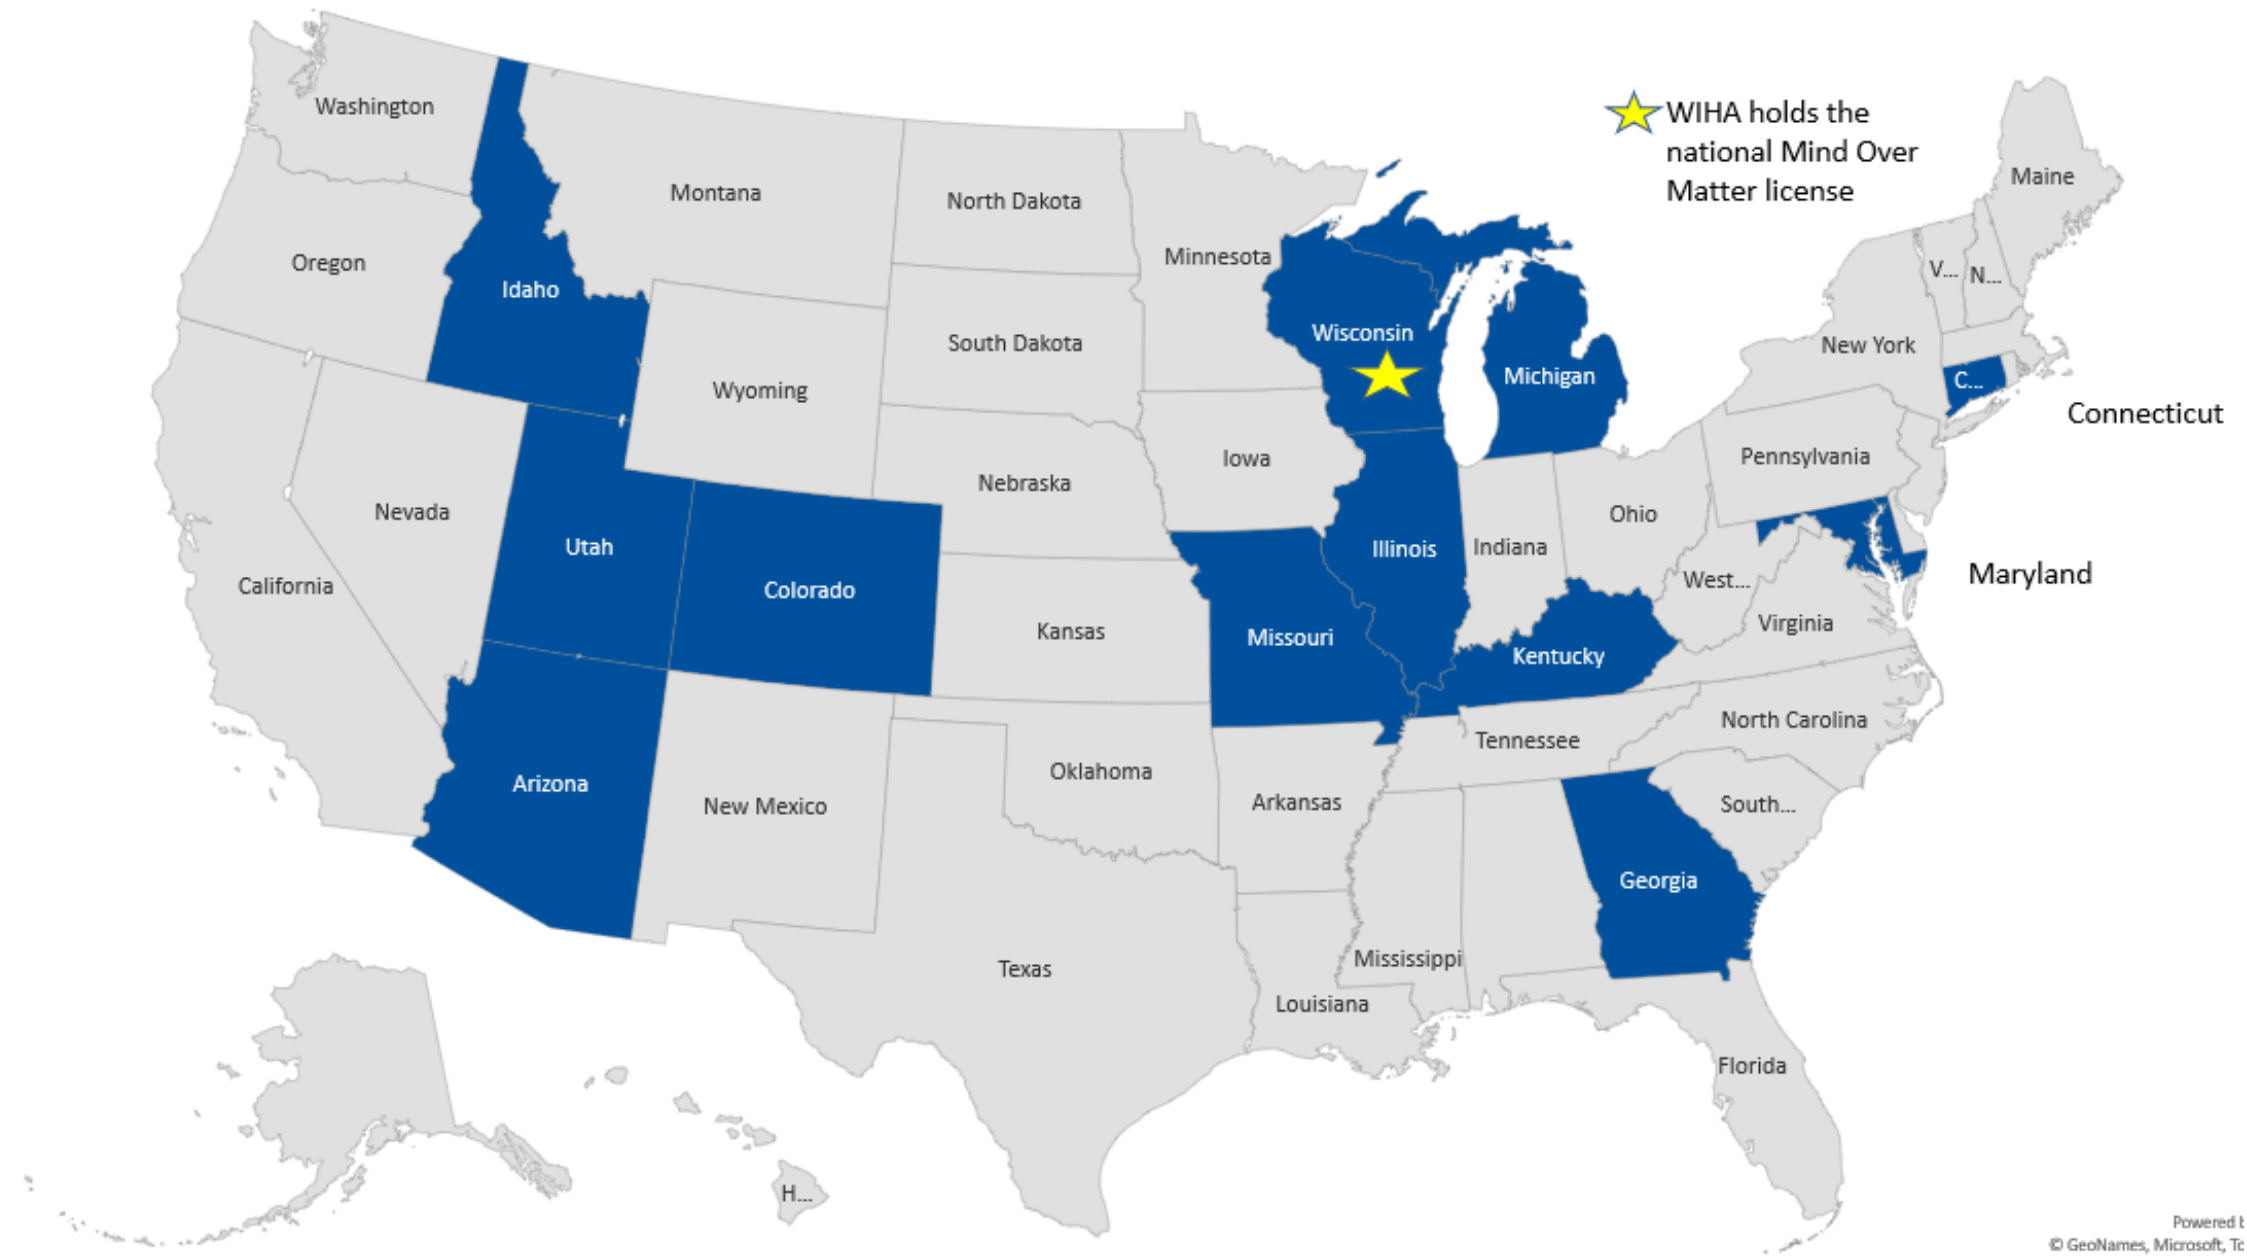 WIHA holds the
national Mind Over
Matter license
Washington
Maine
Montana
North Dakota
Oregon
Minnesota
V...
N...
Idaho
Wisconsin
South Dakota
New York
Michigan
C...
Wyoming
Connecticut
Iowa
Pennsylvania
Nebraska
Nevada
Ohio
Utah
Illinois
Indiana
Maryland
California
Colorado
West...
Kansas
Missouri
Virginia
Kentucky
North Carolina
Tennessee
Oklahoma
Arizona
New Mexico
Arkansas
South...
Georgia
Texas
Mississippi
Louisiana
Florida
H...
Powered
© GeoNames, Microsoft,